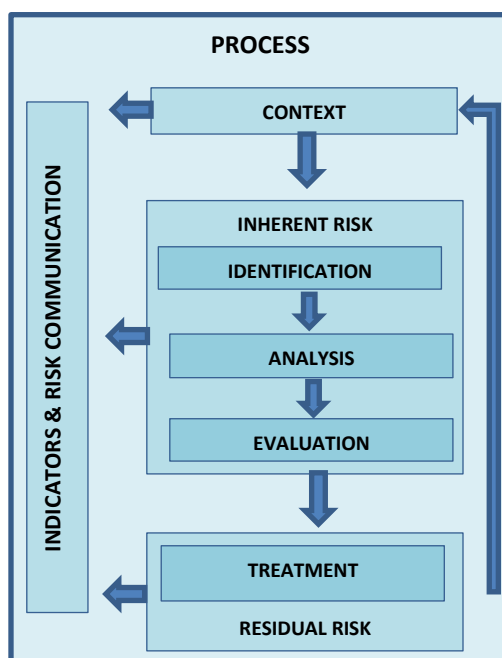 PROCESS
CONTEXT
INDICATORS & RISK COMMUNICATION
INHERENT RISK
IDENTIFICATION
ANALYSIS
EVALUATION
TREATMENT
RESIDUAL RISK